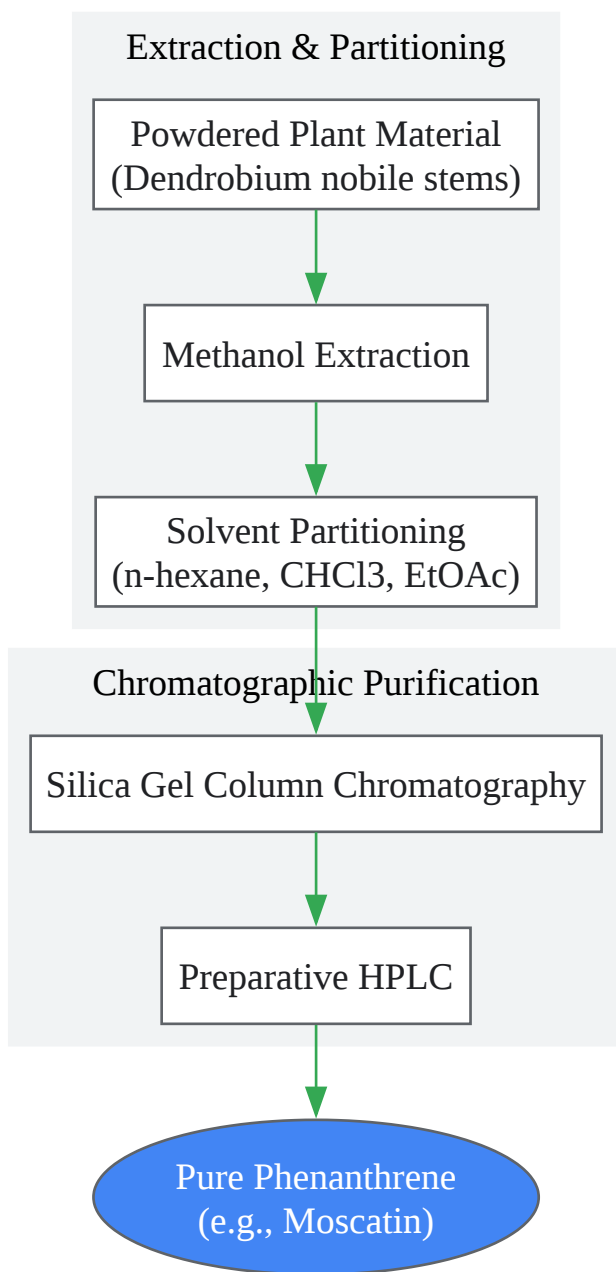 Extraction & Partitioning
Powdered Plant Material
(Dendrobium nobile stems)
Methanol Extraction
Solvent Partitioning
(n-hexane, CHCl3, EtOAc)
Chromatographic Purification
Silica Gel Column Chromatography
Preparative HPLC
Pure Phenanthrene
(e.g., Moscatin)